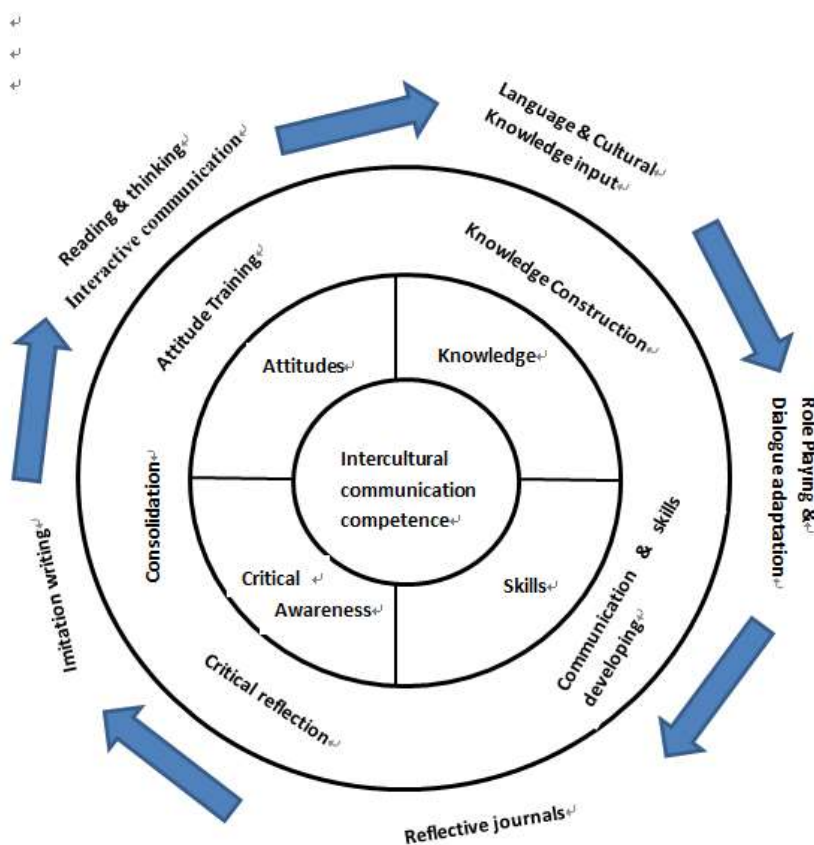 Language & Cultural
Knowledge input
Reading & thinking
Interactive communication
Knowledge Construction
Attitude Training
Attitudes
Knowledge
Role Playing &
Dialogue adaptation
Intercultural
communication
competence
Consolidation
Imitation writing
Critical
Awareness
Skills
Communication & skills
developing
Critical reflection
Reflective journals